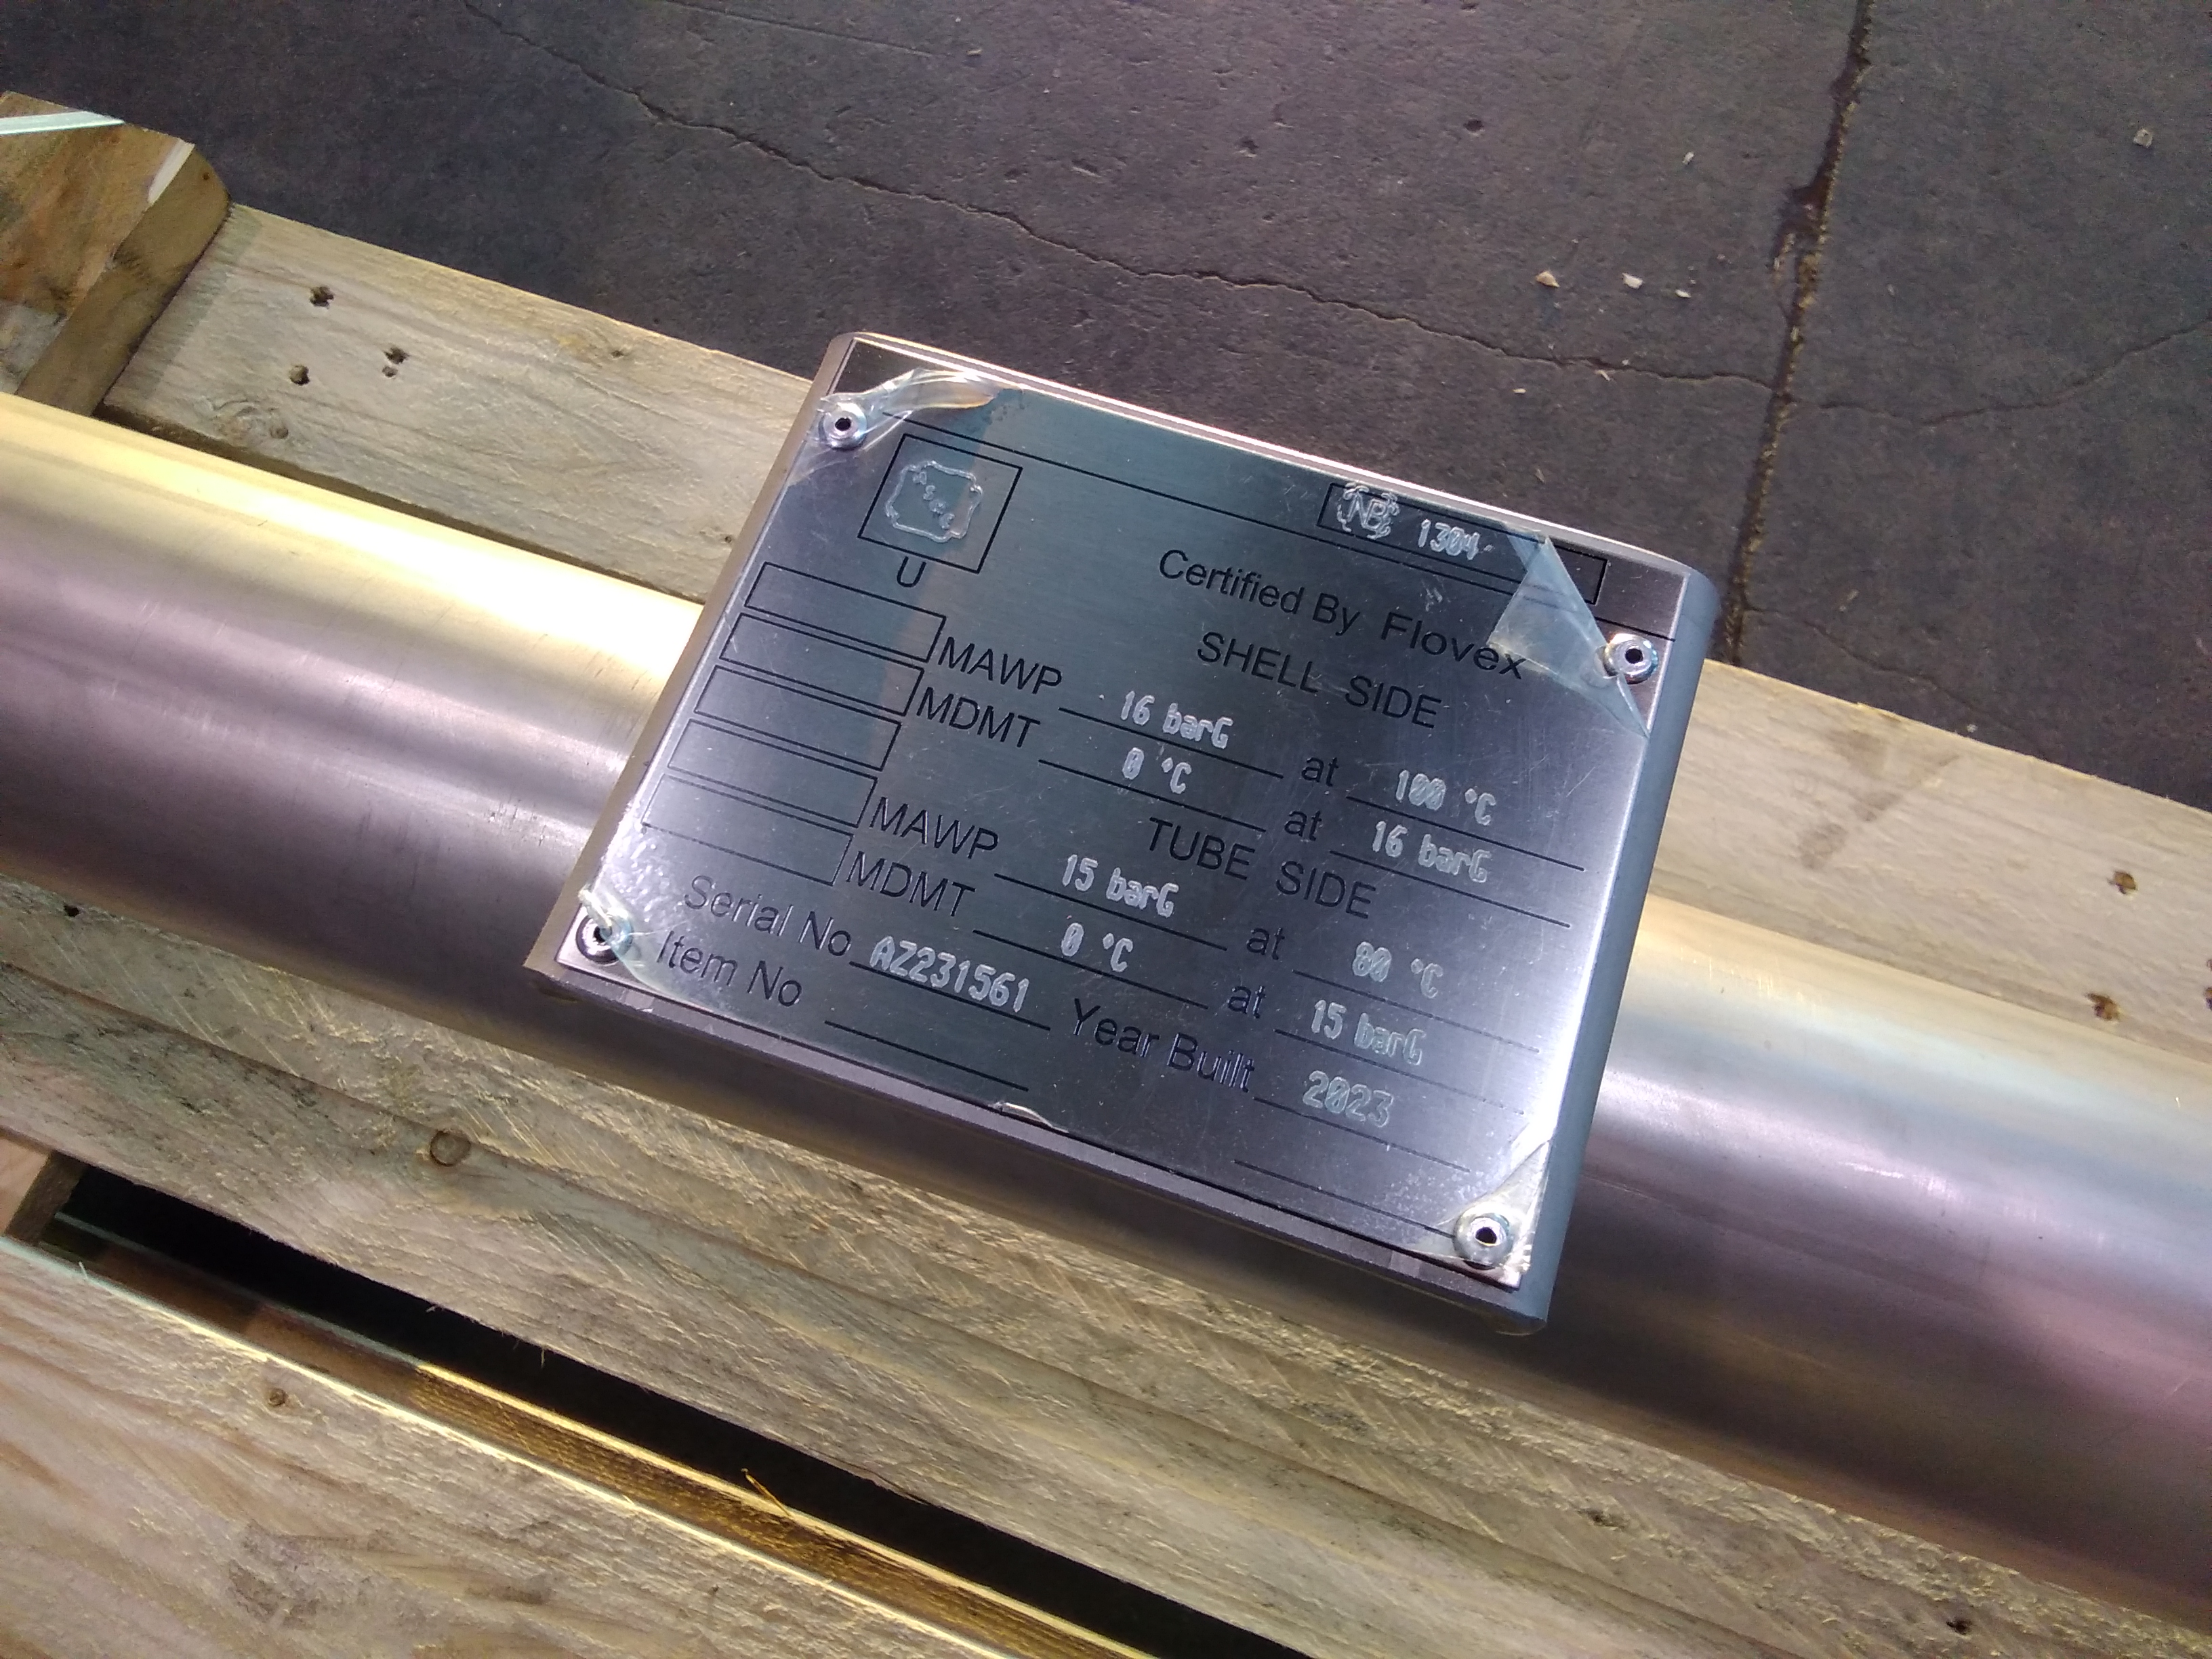 ASME
NB 1304
U
Certified By Flovex
SHELL SIDE
MAWP 16 barG at 100 °C
MDMT 0 °C at 16 barG
TUBE SIDE
MAWP 15 barG at 80 °C
MDMT 0 °C at 15 barG
Serial No AZ231561 Year Built 2023
Item No